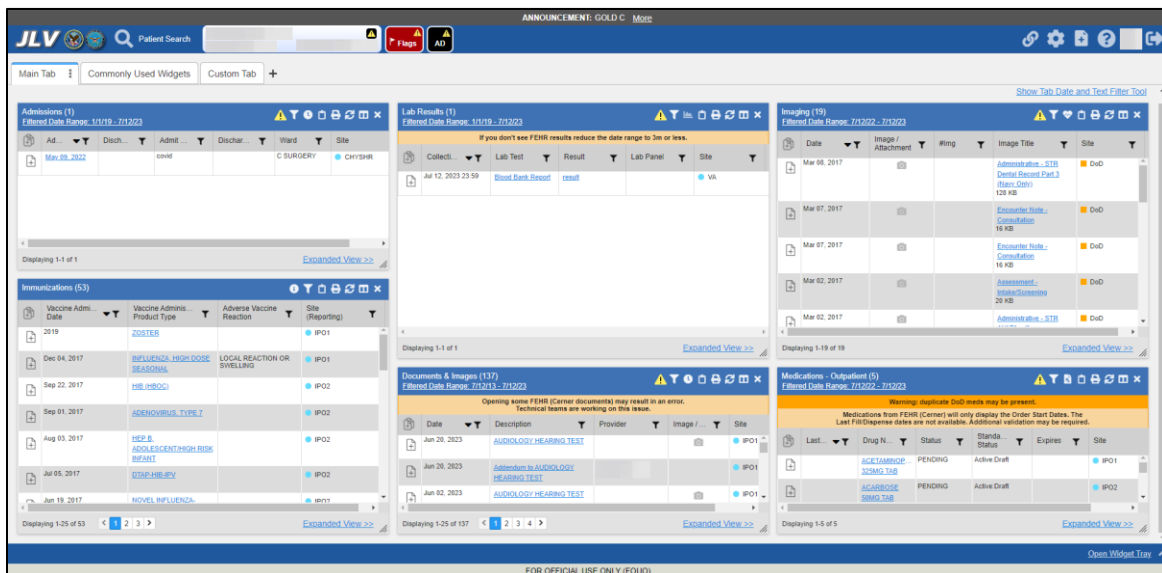 ANNOUNCEMENT: GOLD C More
JLV Patient Search Flags AD
Main Tab Commonly Used Widgets Custom Tab +
Show Tab Date and Text Filter Tool
Admissions (1)
Filtered Date Range: 1/1/19 - 7/12/23
Ad... Disch... Admit ... Dischar... Ward Site
May 09, 2022 covid C SURGERY CHYSHR
Displaying 1-1 of 1 Expanded View >>
Lab Results (1)
Filtered Date Range: 1/1/19 - 7/12/23
If you don't see FEHR results reduce the date range to 3m or less.
Collecti... Lab Test Result Lab Panel Site
Jul 12, 2023 23:59 Blood Bank Report result VA
Displaying 1-1 of 1 Expanded View >>
Imaging (19)
Filtered Date Range: 7/12/22 - 7/12/23
Date Image / Attachment #Img Image Title Site
Mar 08, 2017 Administrative - STR DoD
Dental Record Part 3
(Navy Only)
128 KB
Mar 07, 2017 Encounter Note - DoD
Consultation
16 KB
Mar 07, 2017 Encounter Note - DoD
Consultation
16 KB
Mar 02, 2017 Assessment - DoD
Intake/Screening
20 KB
Mar 02, 2017 Administrative - STR DoD
Displaying 1-19 of 19 Expanded View >>
Immunizations (53)
Vaccine Admi... Date Vaccine Adminis... Product Type Adverse Vaccine Reaction Site (Reporting)
2019 ZOSTER IPO1
Dec 04, 2017 INFLUENZA, HIGH DOSE SEASONAL LOCAL REACTION OR SWELLING IPO1
Sep 22, 2017 HIB (HBOC) IPO2
Sep 01, 2017 ADENOVIRUS, TYPE 7 IPO2
Aug 03, 2017 HEP B, IPO2
ADOLESCENT/HIGH RISK
INFANT
Jul 05, 2017 DTAP-HIB-IPV IPO2
Jun 19, 2017 NOVEL INFLUENZA- IPO2
Displaying 1-25 of 53 < 1 2 3 > Expanded View >>
Documents & Images (137)
Filtered Date Range: 7/12/13 - 7/12/23
Opening some FEHR (Cerner documents) may result in an error.
Technical teams are working on this issue.
Date Description Provider Image /... Site
Jun 20, 2023 AUDIOLOGY HEARING TEST IPO1
Jun 20, 2023 Addendum to AUDIOLOGY IPO1
HEARING TEST
Jun 02, 2023 AUDIOLOGY HEARING TEST IPO1
Displaying 1-25 of 137 < 1 2 3 4 > Expanded View >>
Medications - Outpatient (5)
Filtered Date Range: 7/12/22 - 7/12/23
Warning: duplicate DoD meds may be present.
Medications from FEHR (Cerner) will only display the Order Start Dates. The
Last Fill/Dispense dates are not available. Additional validation may be required.
Last... Drug N... Status Standa... Status Expires Site
ACETAMINOP... PENDING Active:Draft IPO1
325MG TAB
ACARBOSE PENDING Active:Draft IPO2
50MG TAB
Displaying 1-5 of 5 Expanded View >>
Open Widget Tray
FOR OFFICIAL USE ONLY (FOUO)